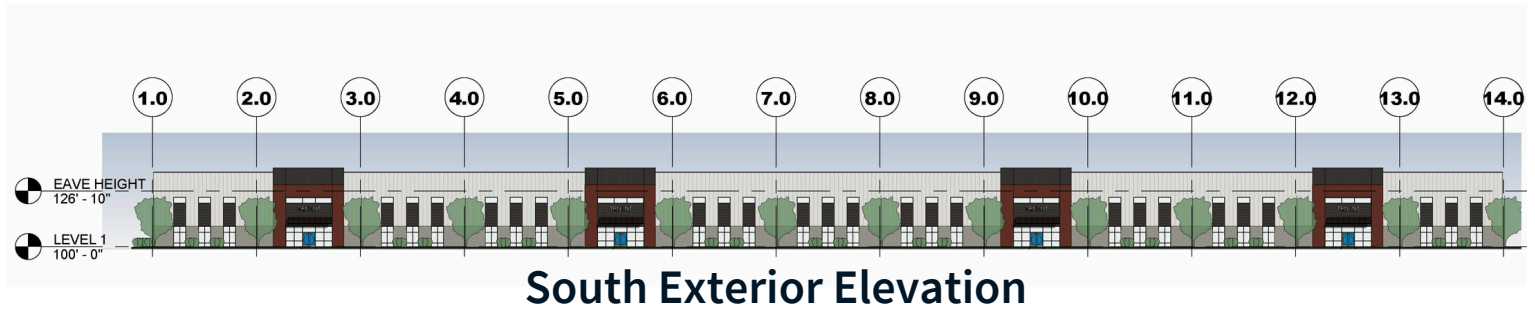 1.0 2.0 3.0 4.0 5.0 6.0 7.0 8.0 9.0 10.0 11.0 12.0 13.0 14.0
EAVE HEIGHT
126' - 10"
LEVEL 1
100' - 0"
South Exterior Elevation